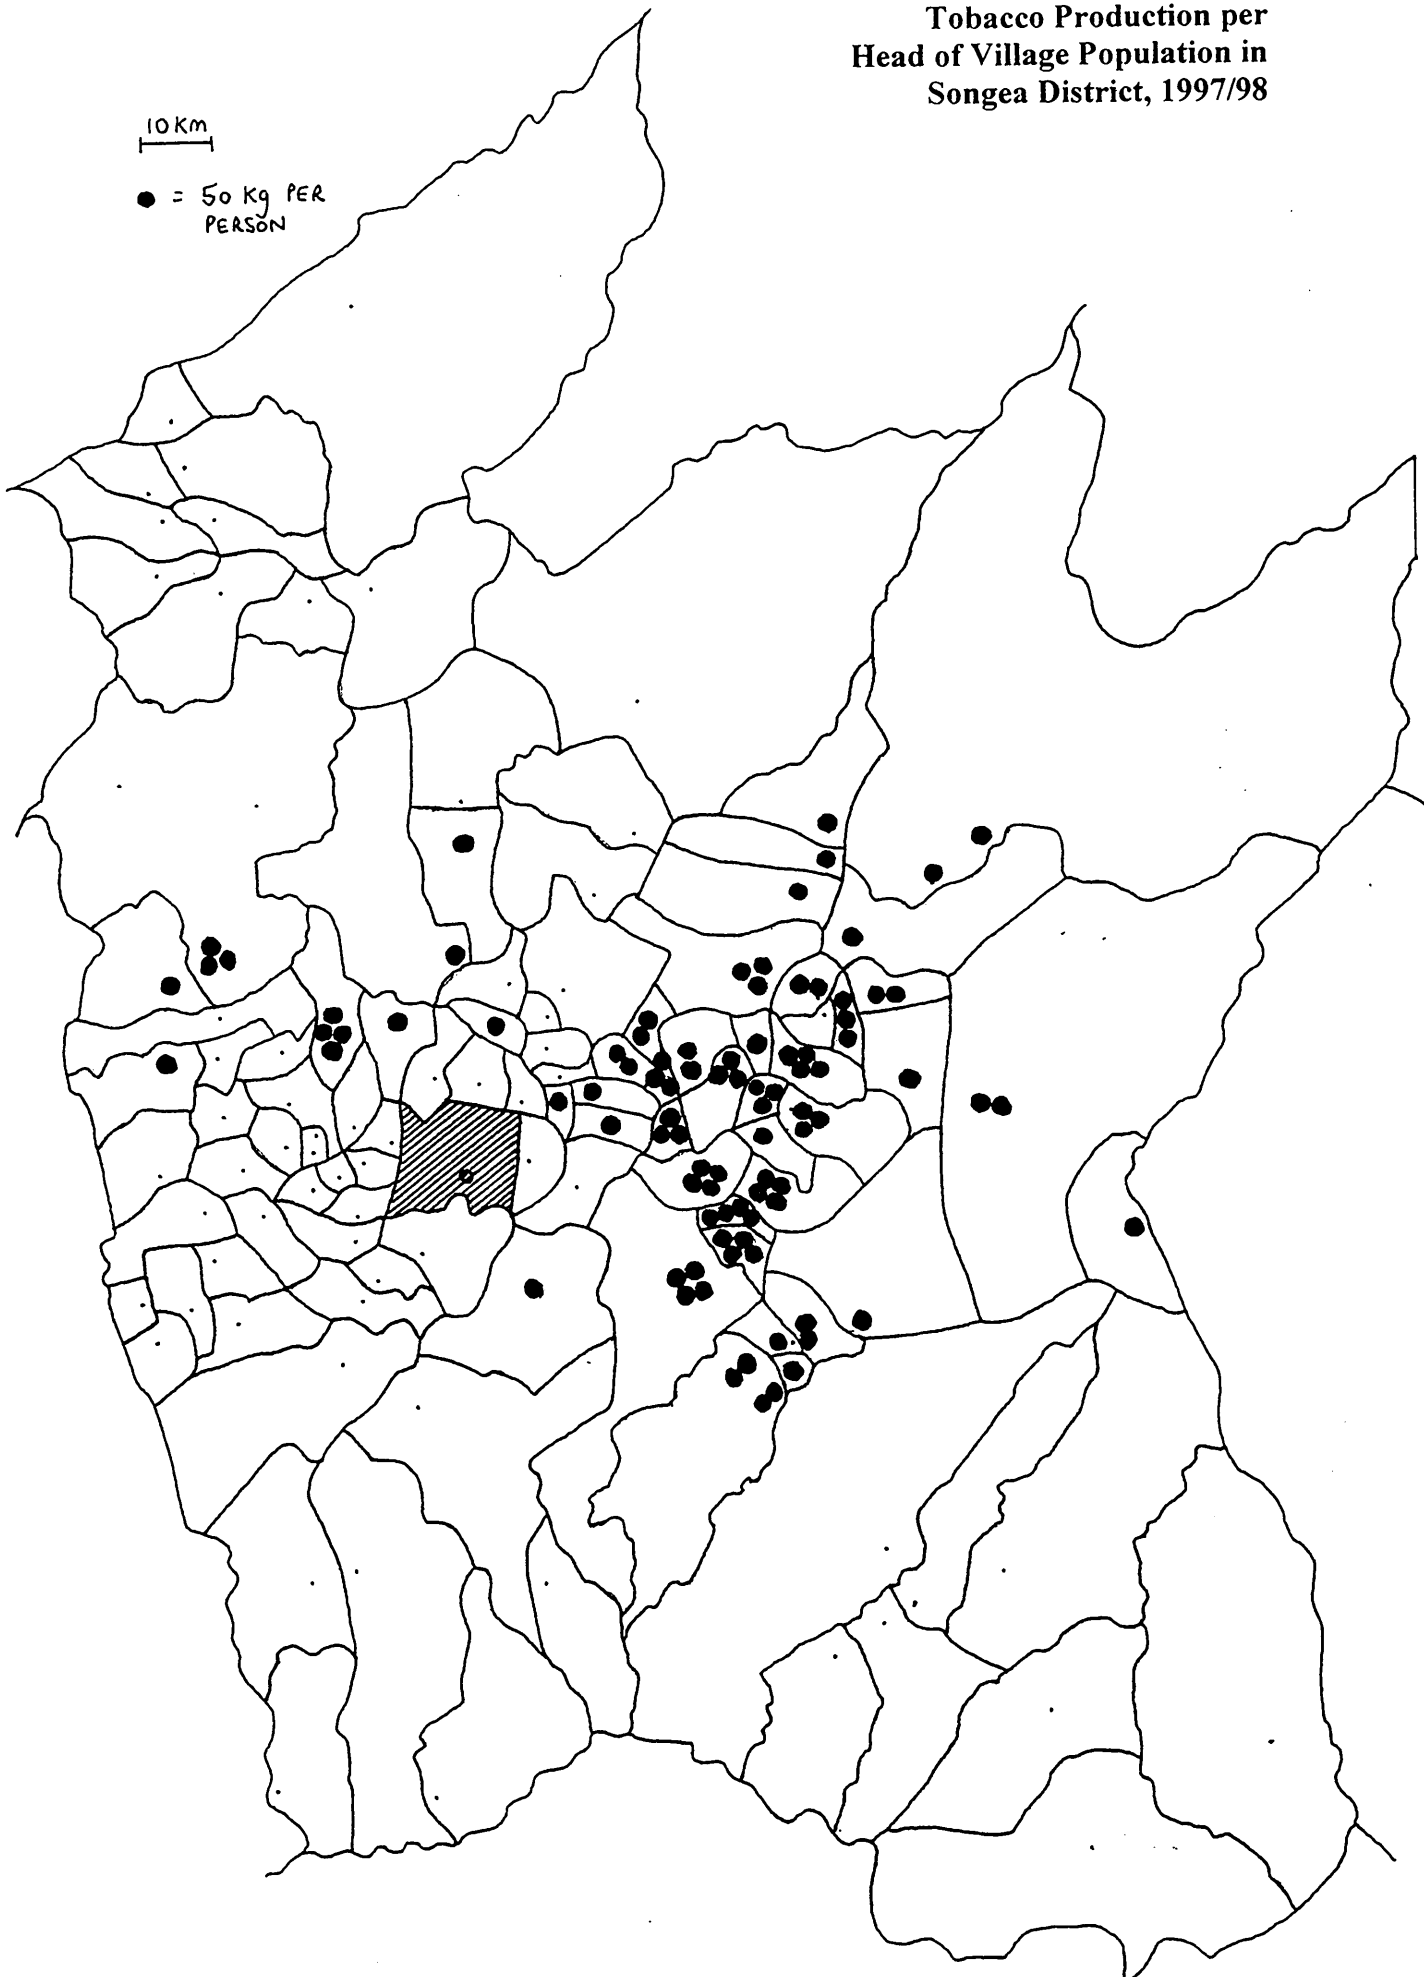 Tobacco Production per
Head of Village Population in
Songea District, 1997/98
10 Km
= 50 Kg PER
PERSON